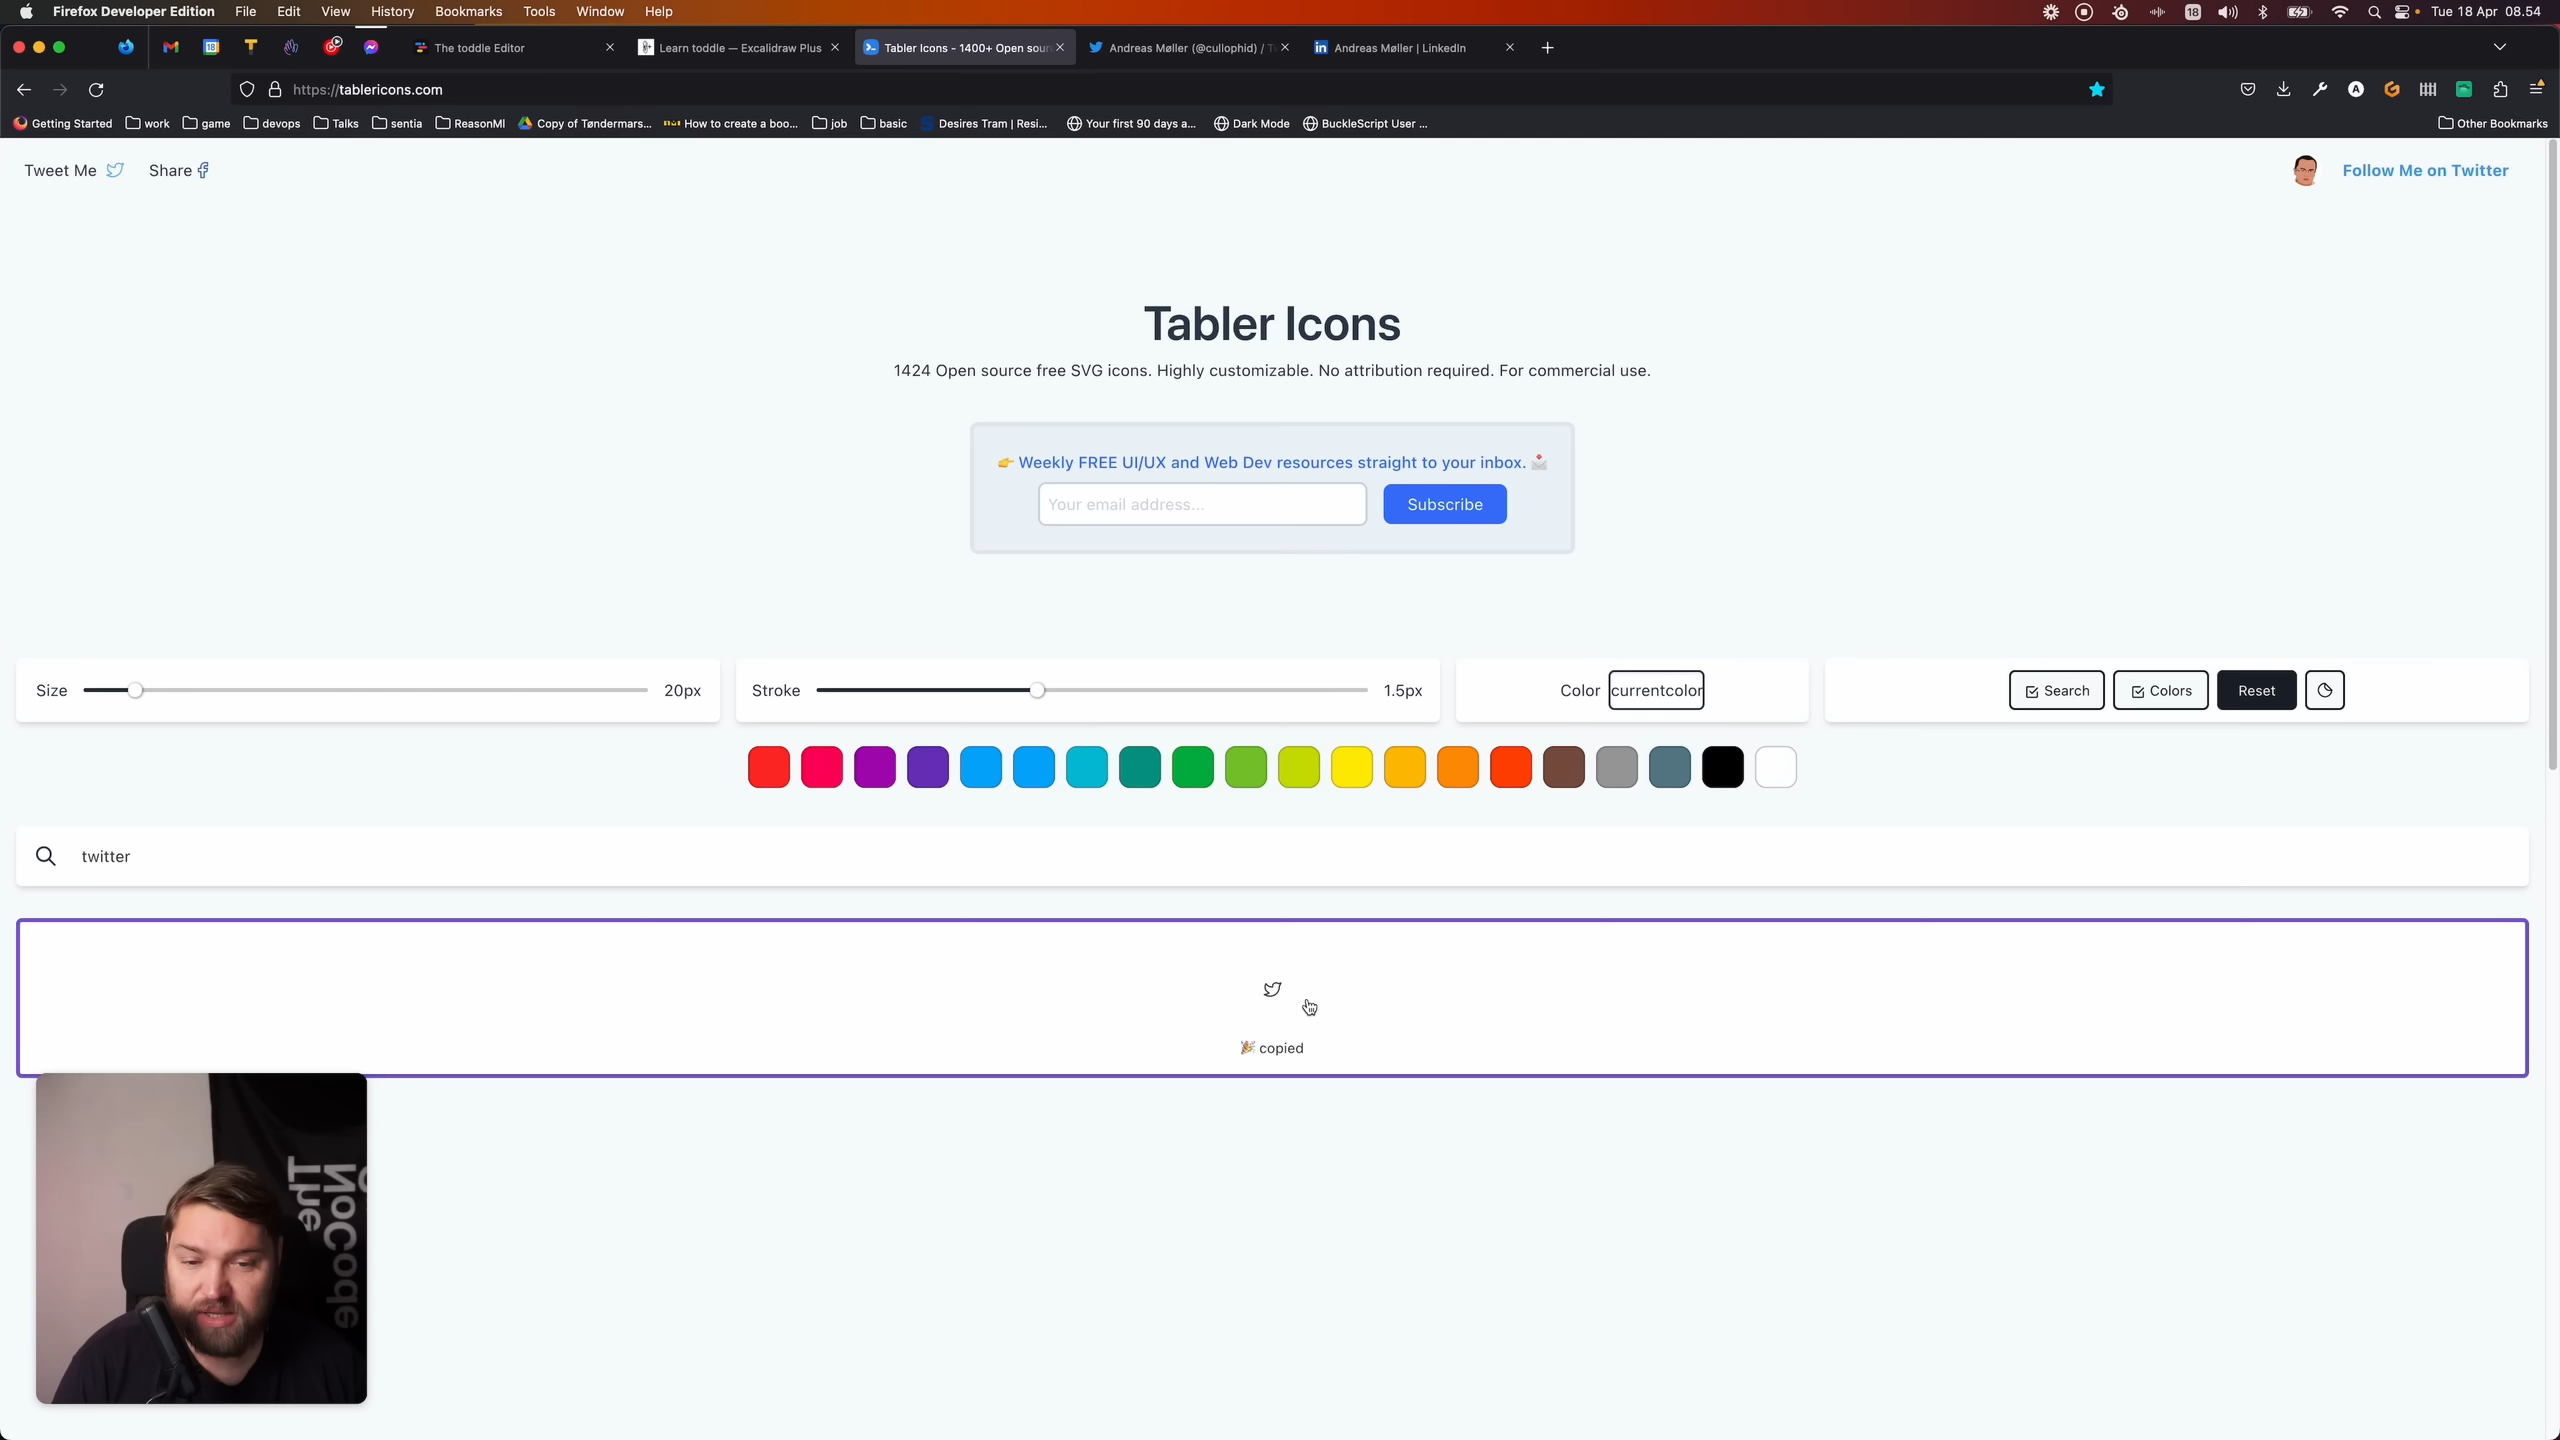 Firefox Developer Edition File Edit View History Bookmarks Tools Window Help 18 Tue 18 Apr 08.54
18 The toddle Editor Learn toddle — Excalidraw Plus Tabler Icons - 1400+ Open sour Andreas Møller (@cullophid) / T Andreas Møller | LinkedIn
https://tablericons.com
Getting Started work game devops Talks sentia ReasonMl Copy of Tøndermars... How to create a boo... job basic Desires Tram | Resi... Your first 90 days a... Dark Mode BuckleScript User ... Other Bookmarks
Tweet Me Share Follow Me on Twitter
Tabler Icons
1424 Open source free SVG icons. Highly customizable. No attribution required. For commercial use.
👉 Weekly FREE UI/UX and Web Dev resources straight to your inbox. 📩
Your email address... Subscribe
Size 20px Stroke 1.5px Color currentcolor Search Colors Reset
twitter
🎉 copied
The
NoCode